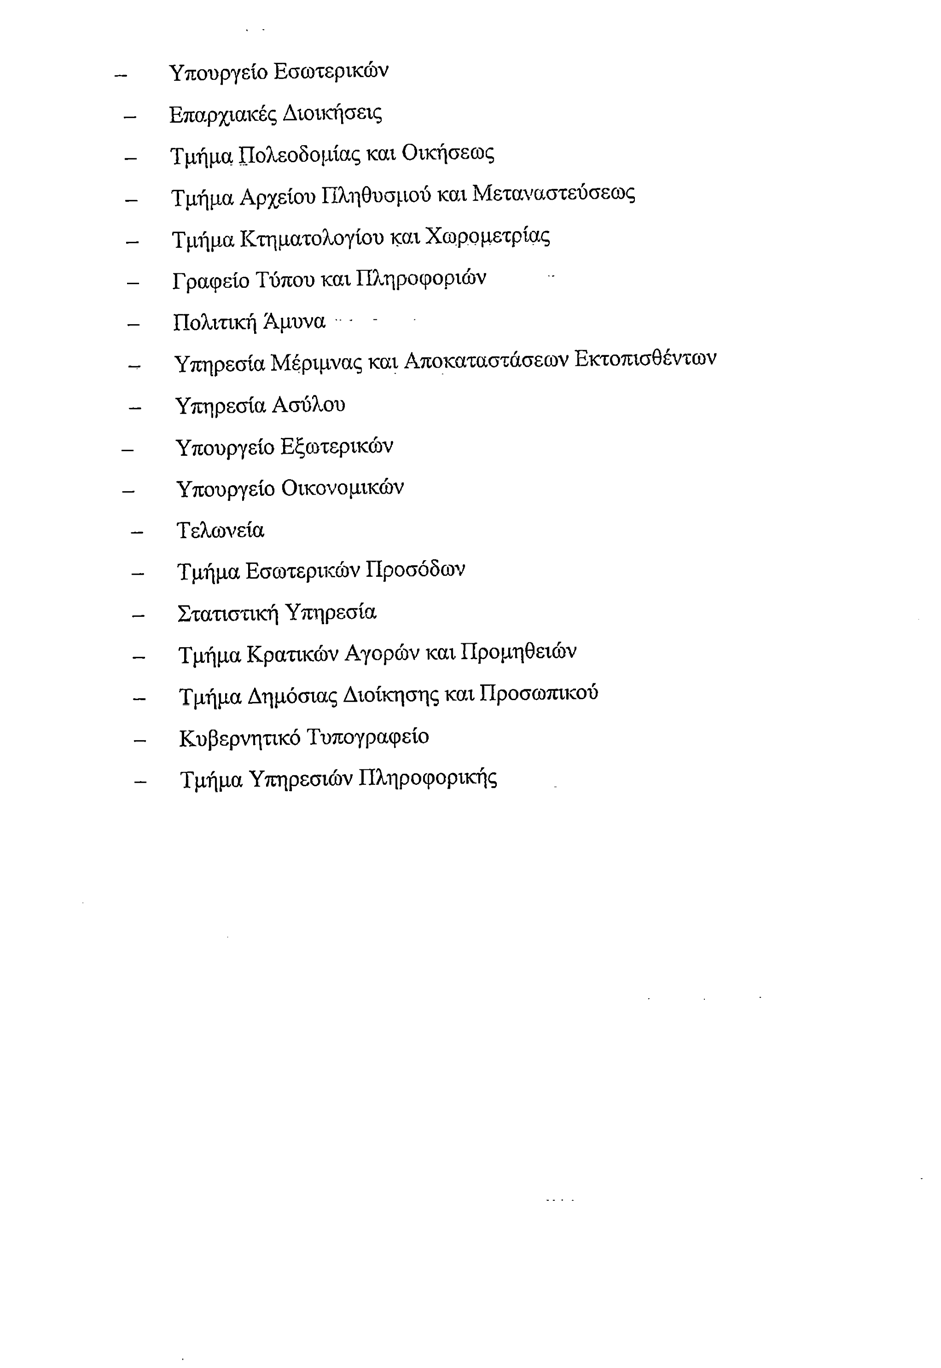 – Υπουργείο Εσωτερικών
– Επαρχιακές Διοικήσεις
– Τμήμα Πολεοδομίας και Οικήσεως
– Τμήμα Αρχείου Πληθυσμού και Μεταναστεύσεως
– Τμήμα Κτηματολογίου και Χωρομετρίας
– Γραφείο Τύπου και Πληροφοριών
– Πολιτική Άμυνα
– Υπηρεσία Μέριμνας και Αποκαταστάσεων Εκτοπισθέντων
– Υπηρεσία Ασύλου
– Υπουργείο Εξωτερικών
– Υπουργείο Οικονομικών
– Τελωνεία
– Τμήμα Εσωτερικών Προσόδων
– Στατιστική Υπηρεσία
– Τμήμα Κρατικών Αγορών και Προμηθειών
– Τμήμα Δημόσιας Διοίκησης και Προσωπικού
– Κυβερνητικό Τυπογραφείο
– Τμήμα Υπηρεσιών Πληροφορικής